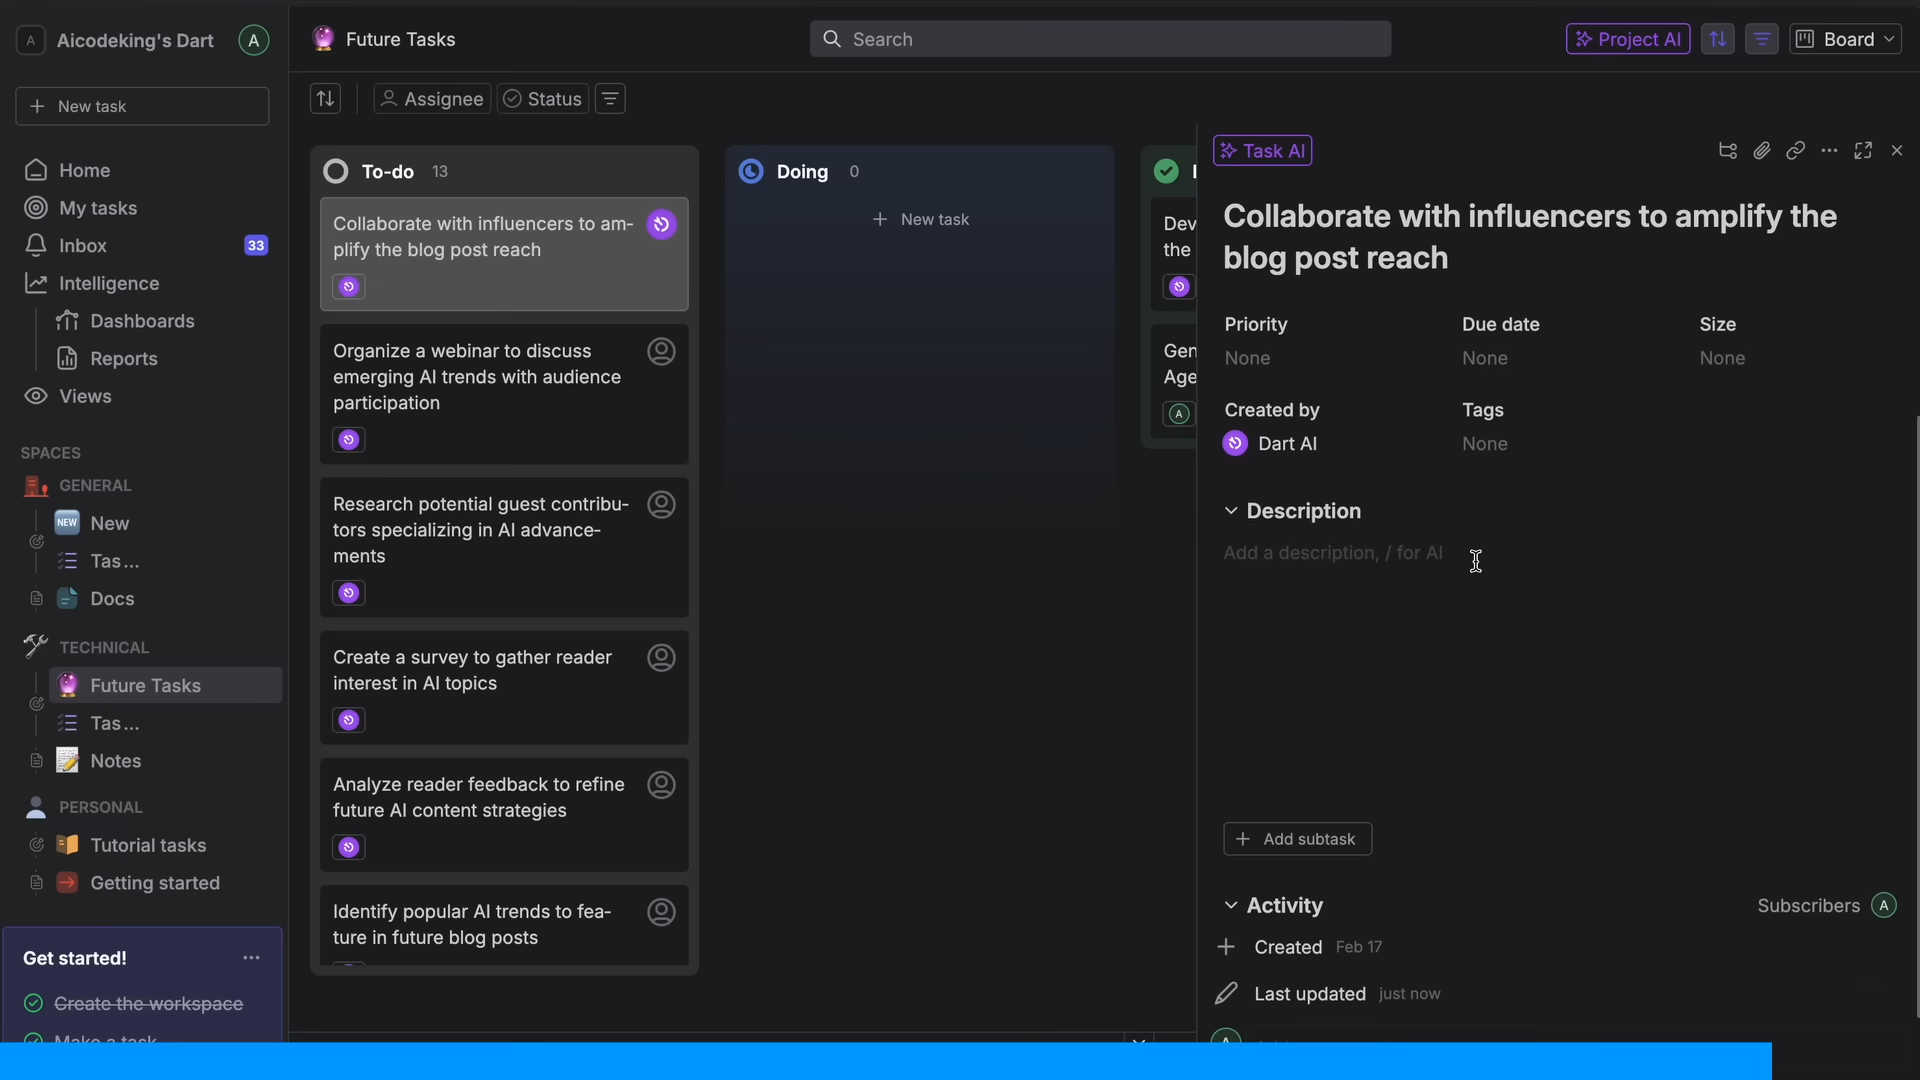 A
Aicodeking's Dart
A
New task
Home
My tasks
Inbox
33
Intelligence
Dashboards
Reports
Views
SPACES
GENERAL
NEW
New
Tas...
Docs
TECHNICAL
Future Tasks
Tas...
Notes
PERSONAL
Tutorial tasks
Getting started
Get started!
Create the workspace
Make a task
Future Tasks
Search
Project AI
Board
Assignee
Status
To-do 13
Collaborate with influencers to am-
plify the blog post reach
Organize a webinar to discuss
emerging AI trends with audience
participation
Research potential guest contribu-
tors specializing in AI advance-
ments
Create a survey to gather reader
interest in AI topics
Analyze reader feedback to refine
future AI content strategies
Identify popular AI trends to fea-
ture in future blog posts
Doing 0
New task
Dev
the
Gen
Age
A
Task AI
Collaborate with influencers to amplify the
blog post reach
Priority
Due date
Size
None
None
None
Created by
Tags
Dart AI
None
Description
Add a description, / for AI
Add subtask
Activity
Subscribers
A
Created
Feb 17
Last updated
just now
A